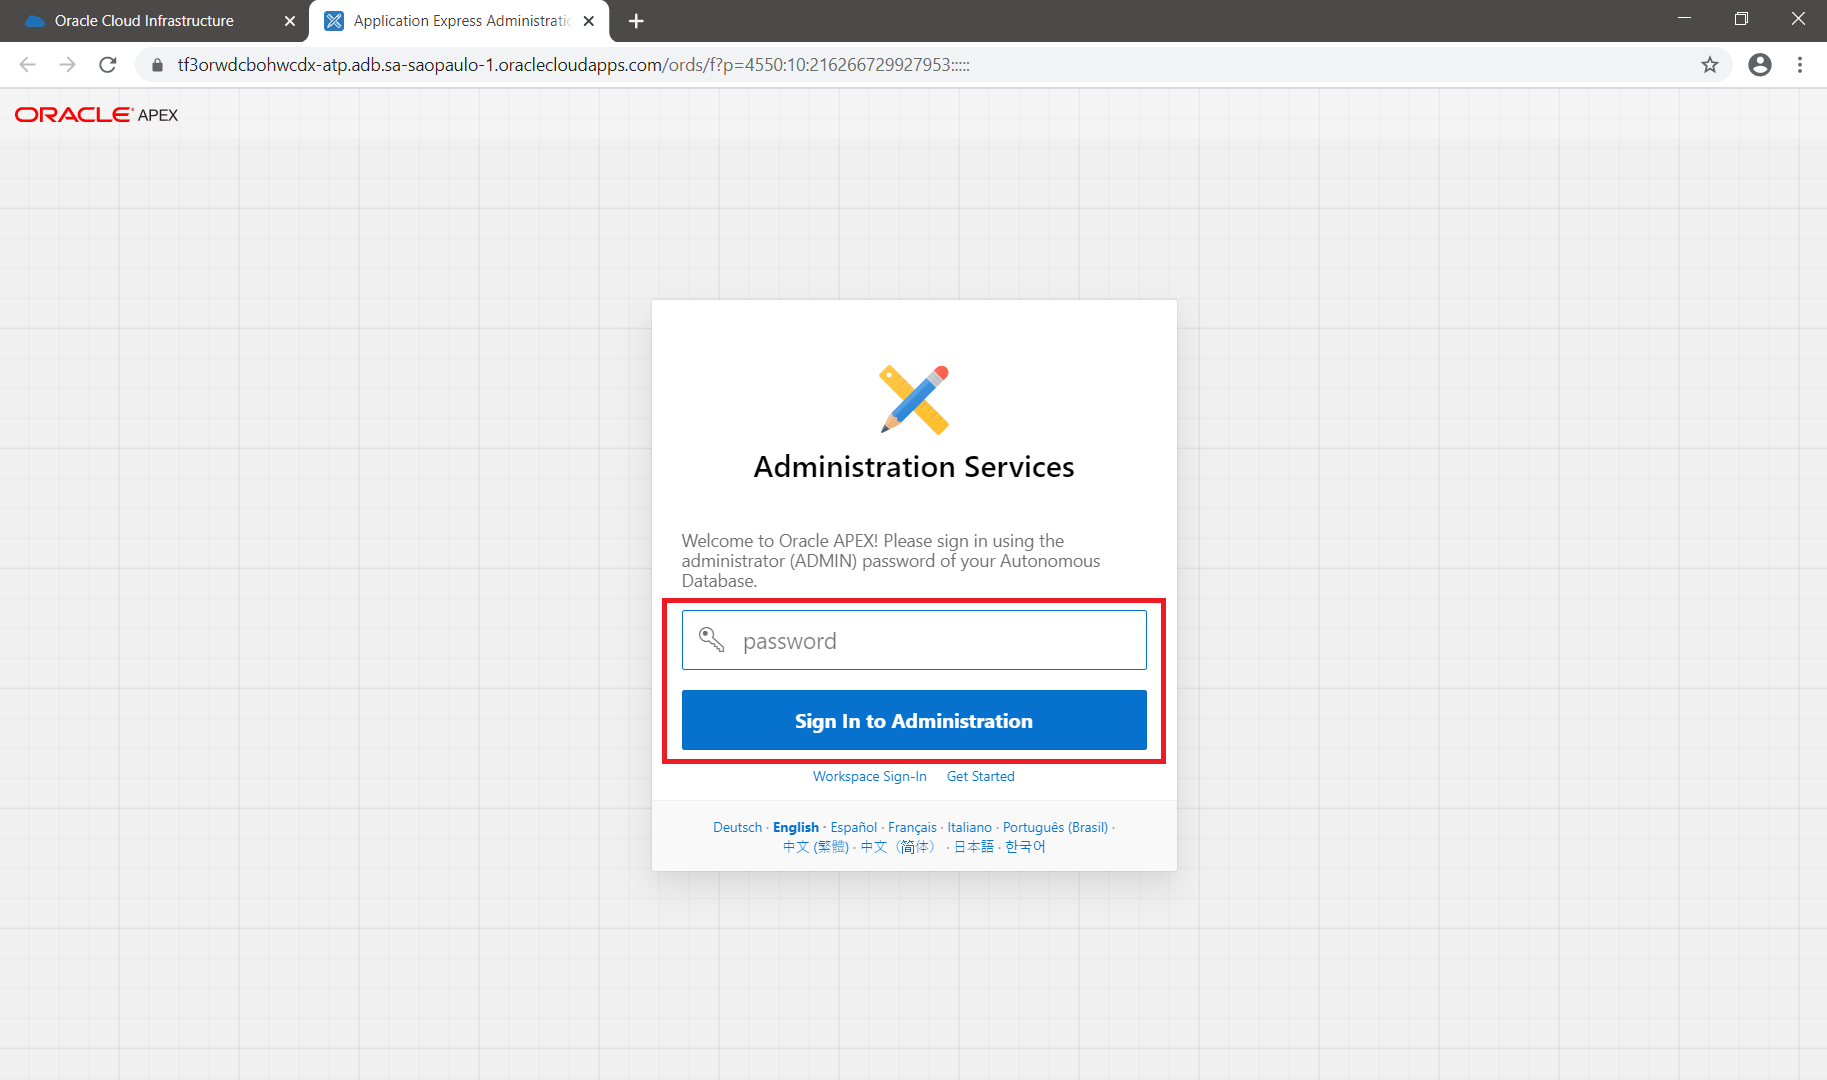 Oracle Cloud Infrastructure
Application Express Administratic
tf3orwdcbohwcdx-atp.adb.sa-saopaulo-1.oraclecloudapps.com/ords/f?p=4550:10:216266729927953:::::
ORACLE APEX
Administration Services
Welcome to Oracle APEX! Please sign in using the
administrator (ADMIN) password of your Autonomous
Database.
password
Sign In to Administration
Workspace Sign-In Get Started
Deutsch · English · Español · Français · Italiano · Português (Brasil) ·
中文 (繁體) · 中文（简体） · 日本語 · 한국어